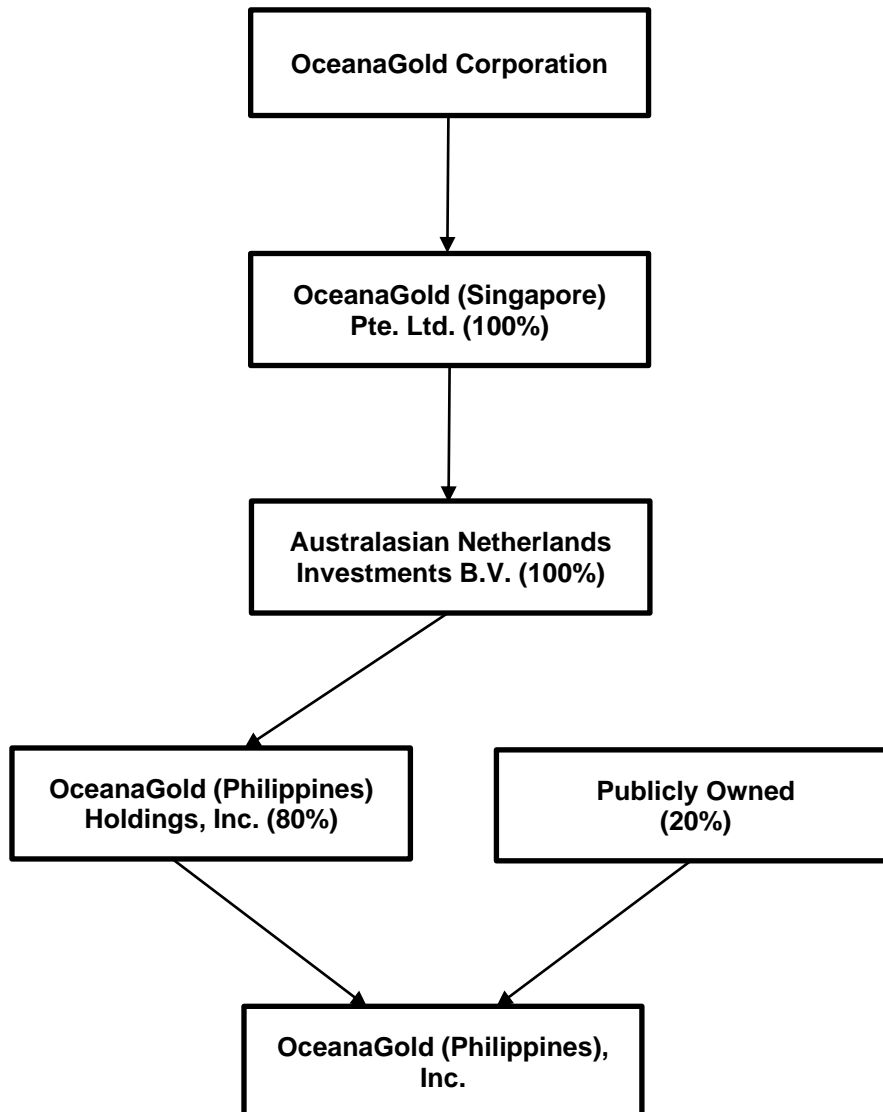 OceanaGold Corporation
OceanaGold (Singapore)
Pte. Ltd. (100%)
Australasian Netherlands
Investments B.V. (100%)
OceanaGold (Philippines)
Holdings, Inc. (80%)
Publicly Owned
(20%)
OceanaGold (Philippines),
Inc.